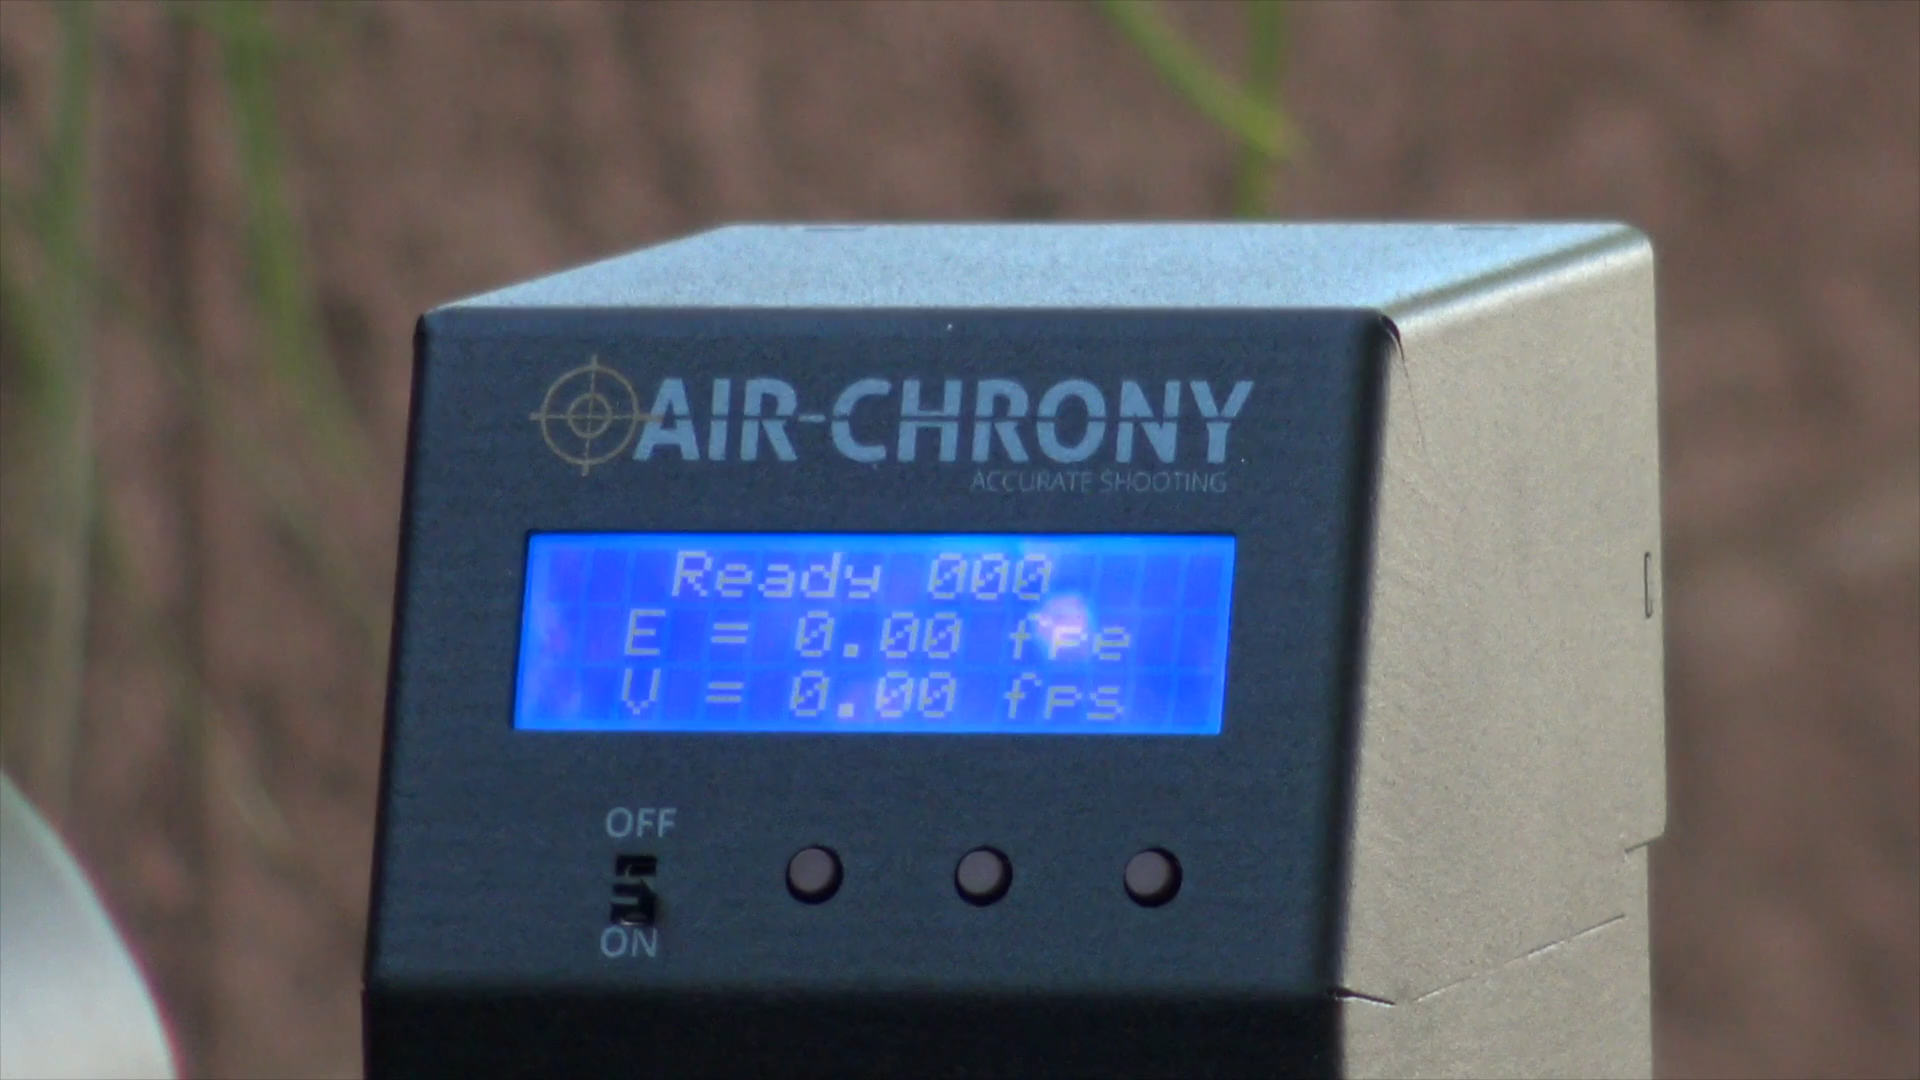 AIR-CHRONY
ACCURATE SHOOTING
Ready 000
E = 0.00 fpe
V = 0.00 fps
OFF
ON